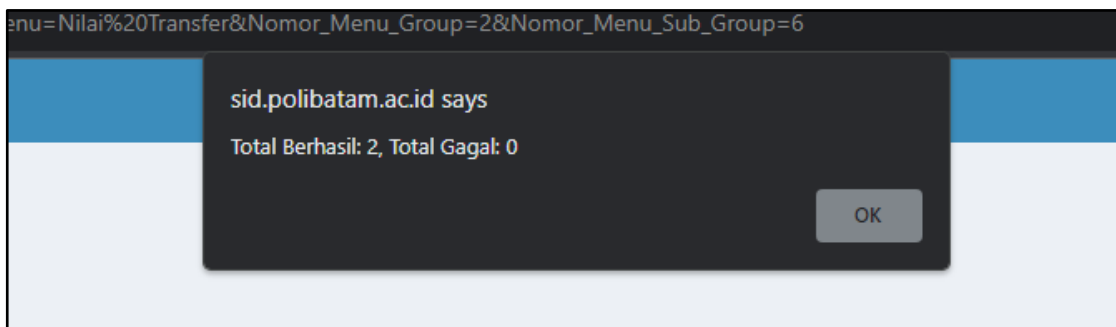 enu=Nilai%20Transfer&Nomor_Menu_Group=2&Nomor_Menu_Sub_Group=6
sid.polibatam.ac.id says
Total Berhasil: 2, Total Gagal: 0
OK